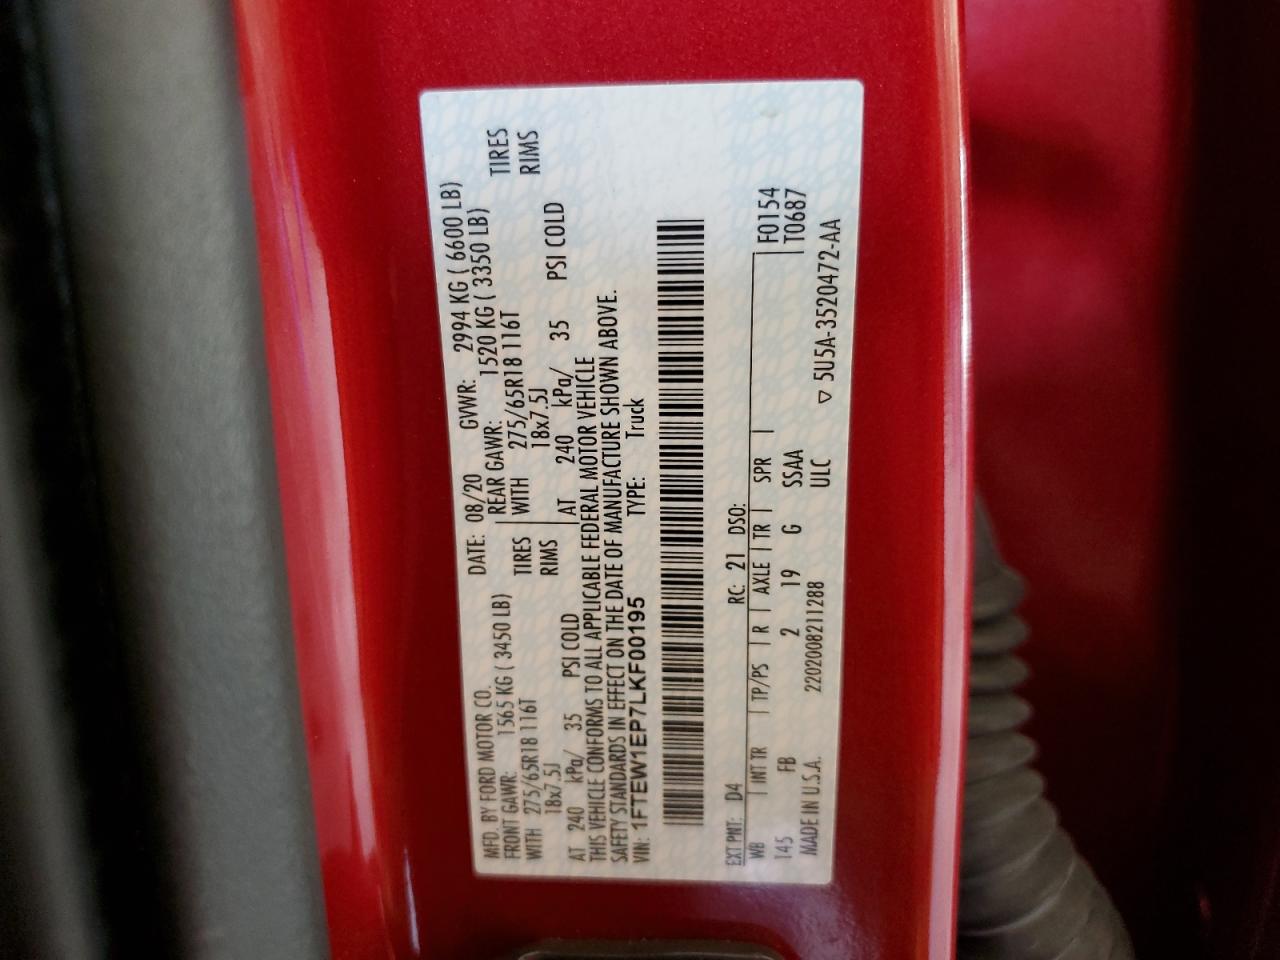 MFD. BY FORD MOTOR CO. DATE: 08/20 GVWR: 2994 KG ( 6600 LB)
FRONT GAWR: 1565 KG ( 3450 LB) REAR GAWR: 1520 KG ( 3350 LB)
WITH 275/65R18 116T TIRES WITH 275/65R18 116T TIRES
18x7.5J RIMS 18x7.5J RIMS
AT 240 kPa/ 35 PSI COLD AT 240 kPa/ 35 PSI COLD
THIS VEHICLE CONFORMS TO ALL APPLICABLE FEDERAL MOTOR VEHICLE
SAFETY STANDARDS IN EFFECT ON THE DATE OF MANUFACTURE SHOWN ABOVE.
VIN: 1FTEW1EP7LKF00195 TYPE: Truck
EXT PNT: D4 RC: 21 DSO:
WB INT TR TP/PS R AXLE TR SPR F0154
145 FB 2 19 G SSAA T0687
MADE IN U.S.A. 2202008211288 ULC ▽ 5U5A-3520472-AA